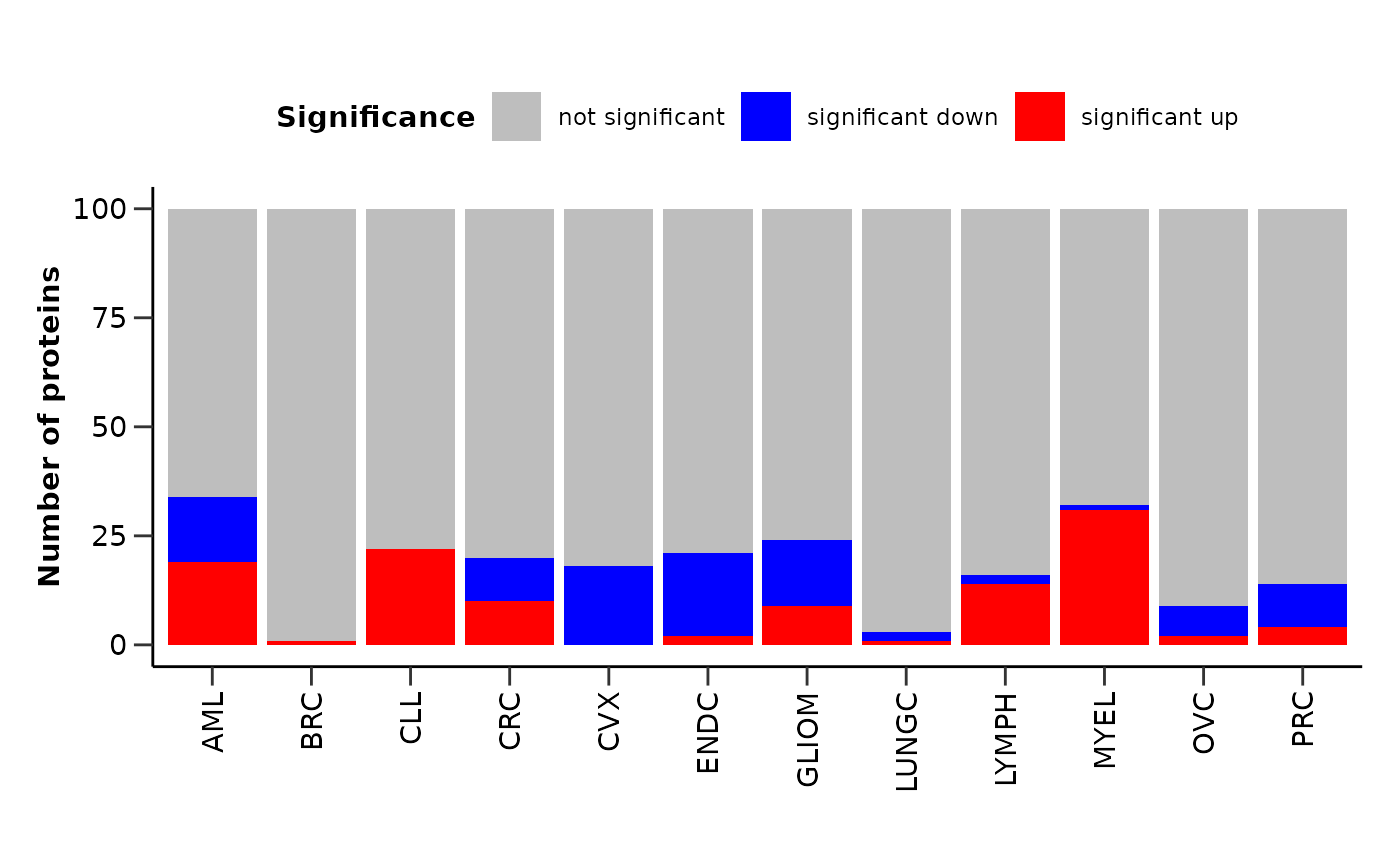 Significance not significant significant down significant up
Number of proteins
100
75
50
25
0
AML
BRC
CLL
CRC
CVX
ENDC
GLIOM
LUNGC
LYMPH
MYEL
OVC
PRC